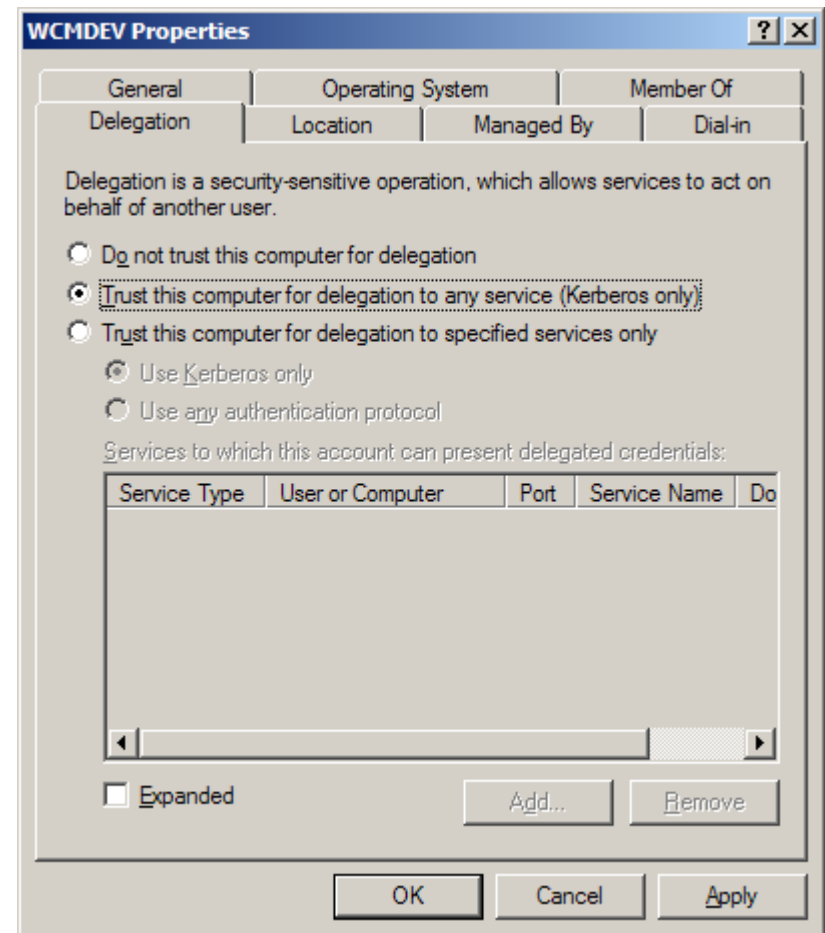 WCMDEV Properties
General Operating System Member Of
Delegation Location Managed By Dial-in
Delegation is a security-sensitive operation, which allows services to act on
behalf of another user.
Do not trust this computer for delegation
Trust this computer for delegation to any service (Kerberos only)
Trust this computer for delegation to specified services only
Use Kerberos only
Use any authentication protocol
Services to which this account can present delegated credentials:
Service Type User or Computer Port Service Name Do
Expanded Add... Remove
OK Cancel Apply